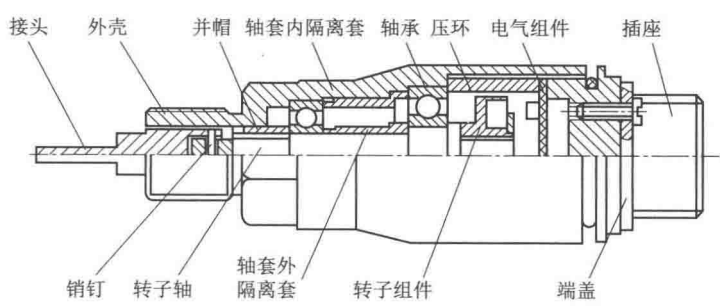 接头
外壳
并帽
轴套内隔离套
轴承
压环
电气组件
插座
销钉
转子轴
轴套外
隔离套
转子组件
端盖